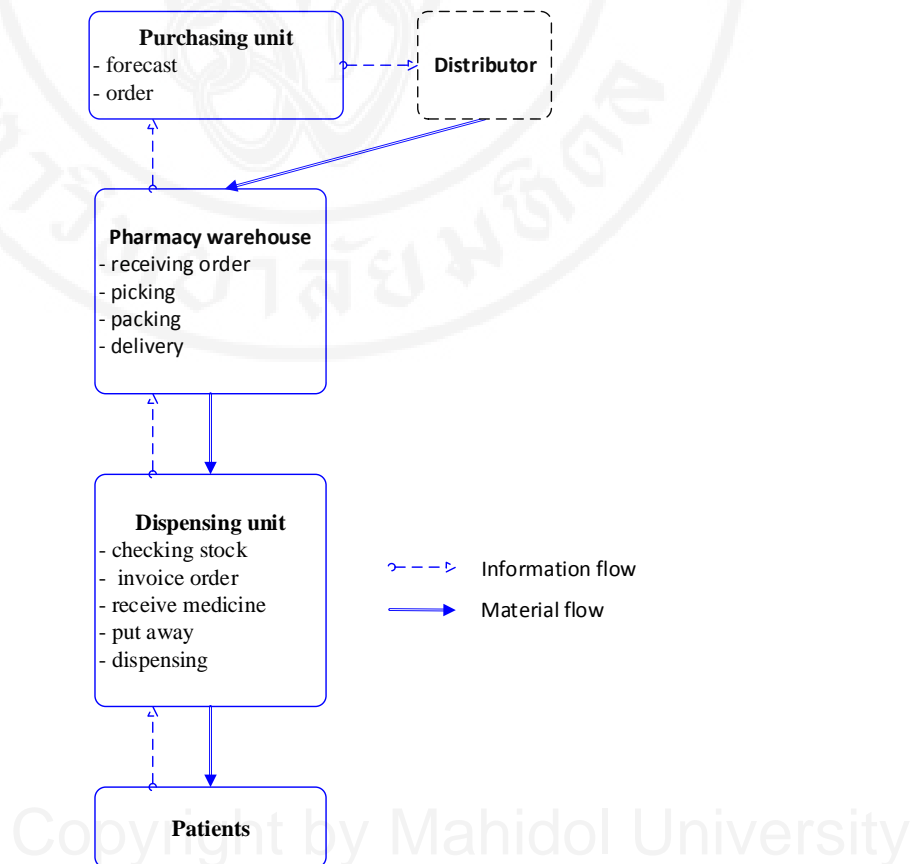 Purchasing unit
- forecast
- order
Distributor
Pharmacy warehouse
- receiving order
- picking
- packing
- delivery
Dispensing unit
- checking stock
- invoice order
- receive medicine
- put away
- dispensing
Information flow
Material flow
Patients
Copyright by Mahidol University